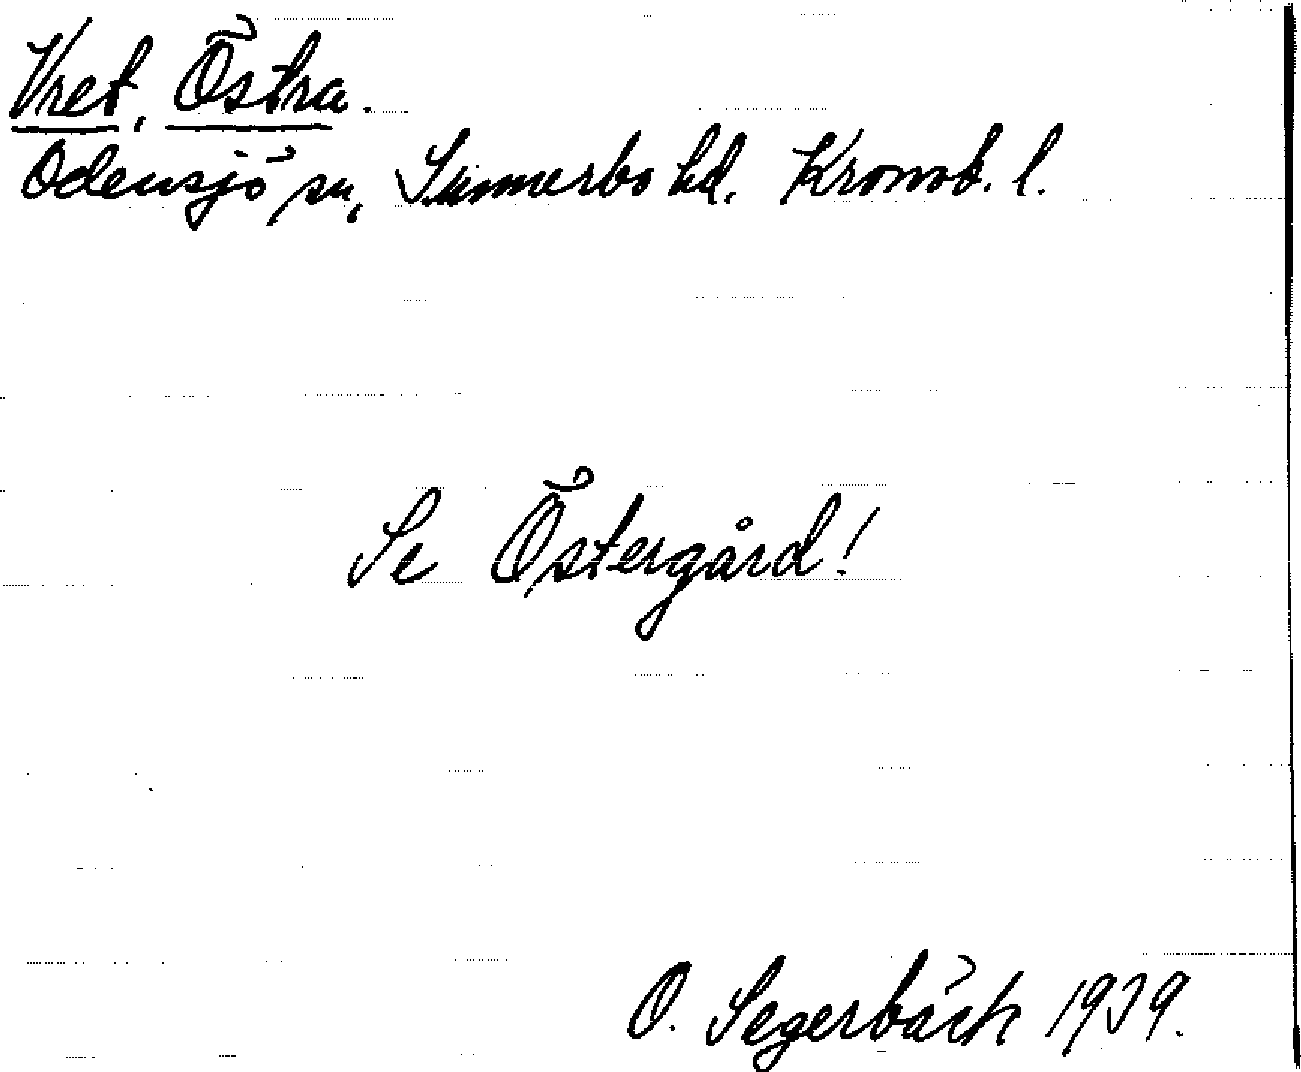 Vret, Östra.
Odensjö sn, Sunnerbo hd. Kronob. l.
Se Östergård!
O. Segerbäck 1939.